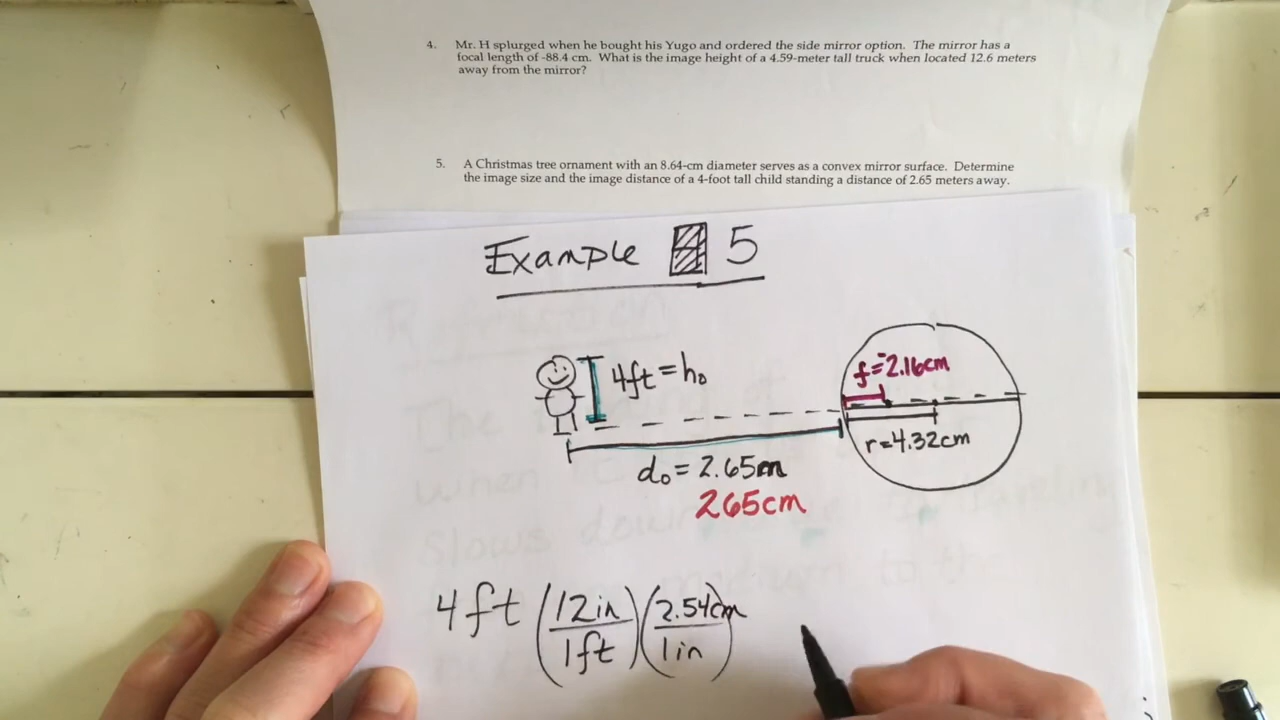 4. Mr. H splurged when he bought his Yugo and ordered the side mirror option. The mirror has a
focal length of -88.4 cm. What is the image height of a 4.59-meter tall truck when located 12.6 meters
away from the mirror?
5. A Christmas tree ornament with an 8.64-cm diameter serves as a convex mirror surface. Determine
the image size and the image distance of a 4-foot tall child standing a distance of 2.65 meters away.
Example 5
4ft = ho
f=-2.16cm
r=4.32cm
do = 2.65m
265cm
4ft (12in/1ft)(2.54cm/1in)